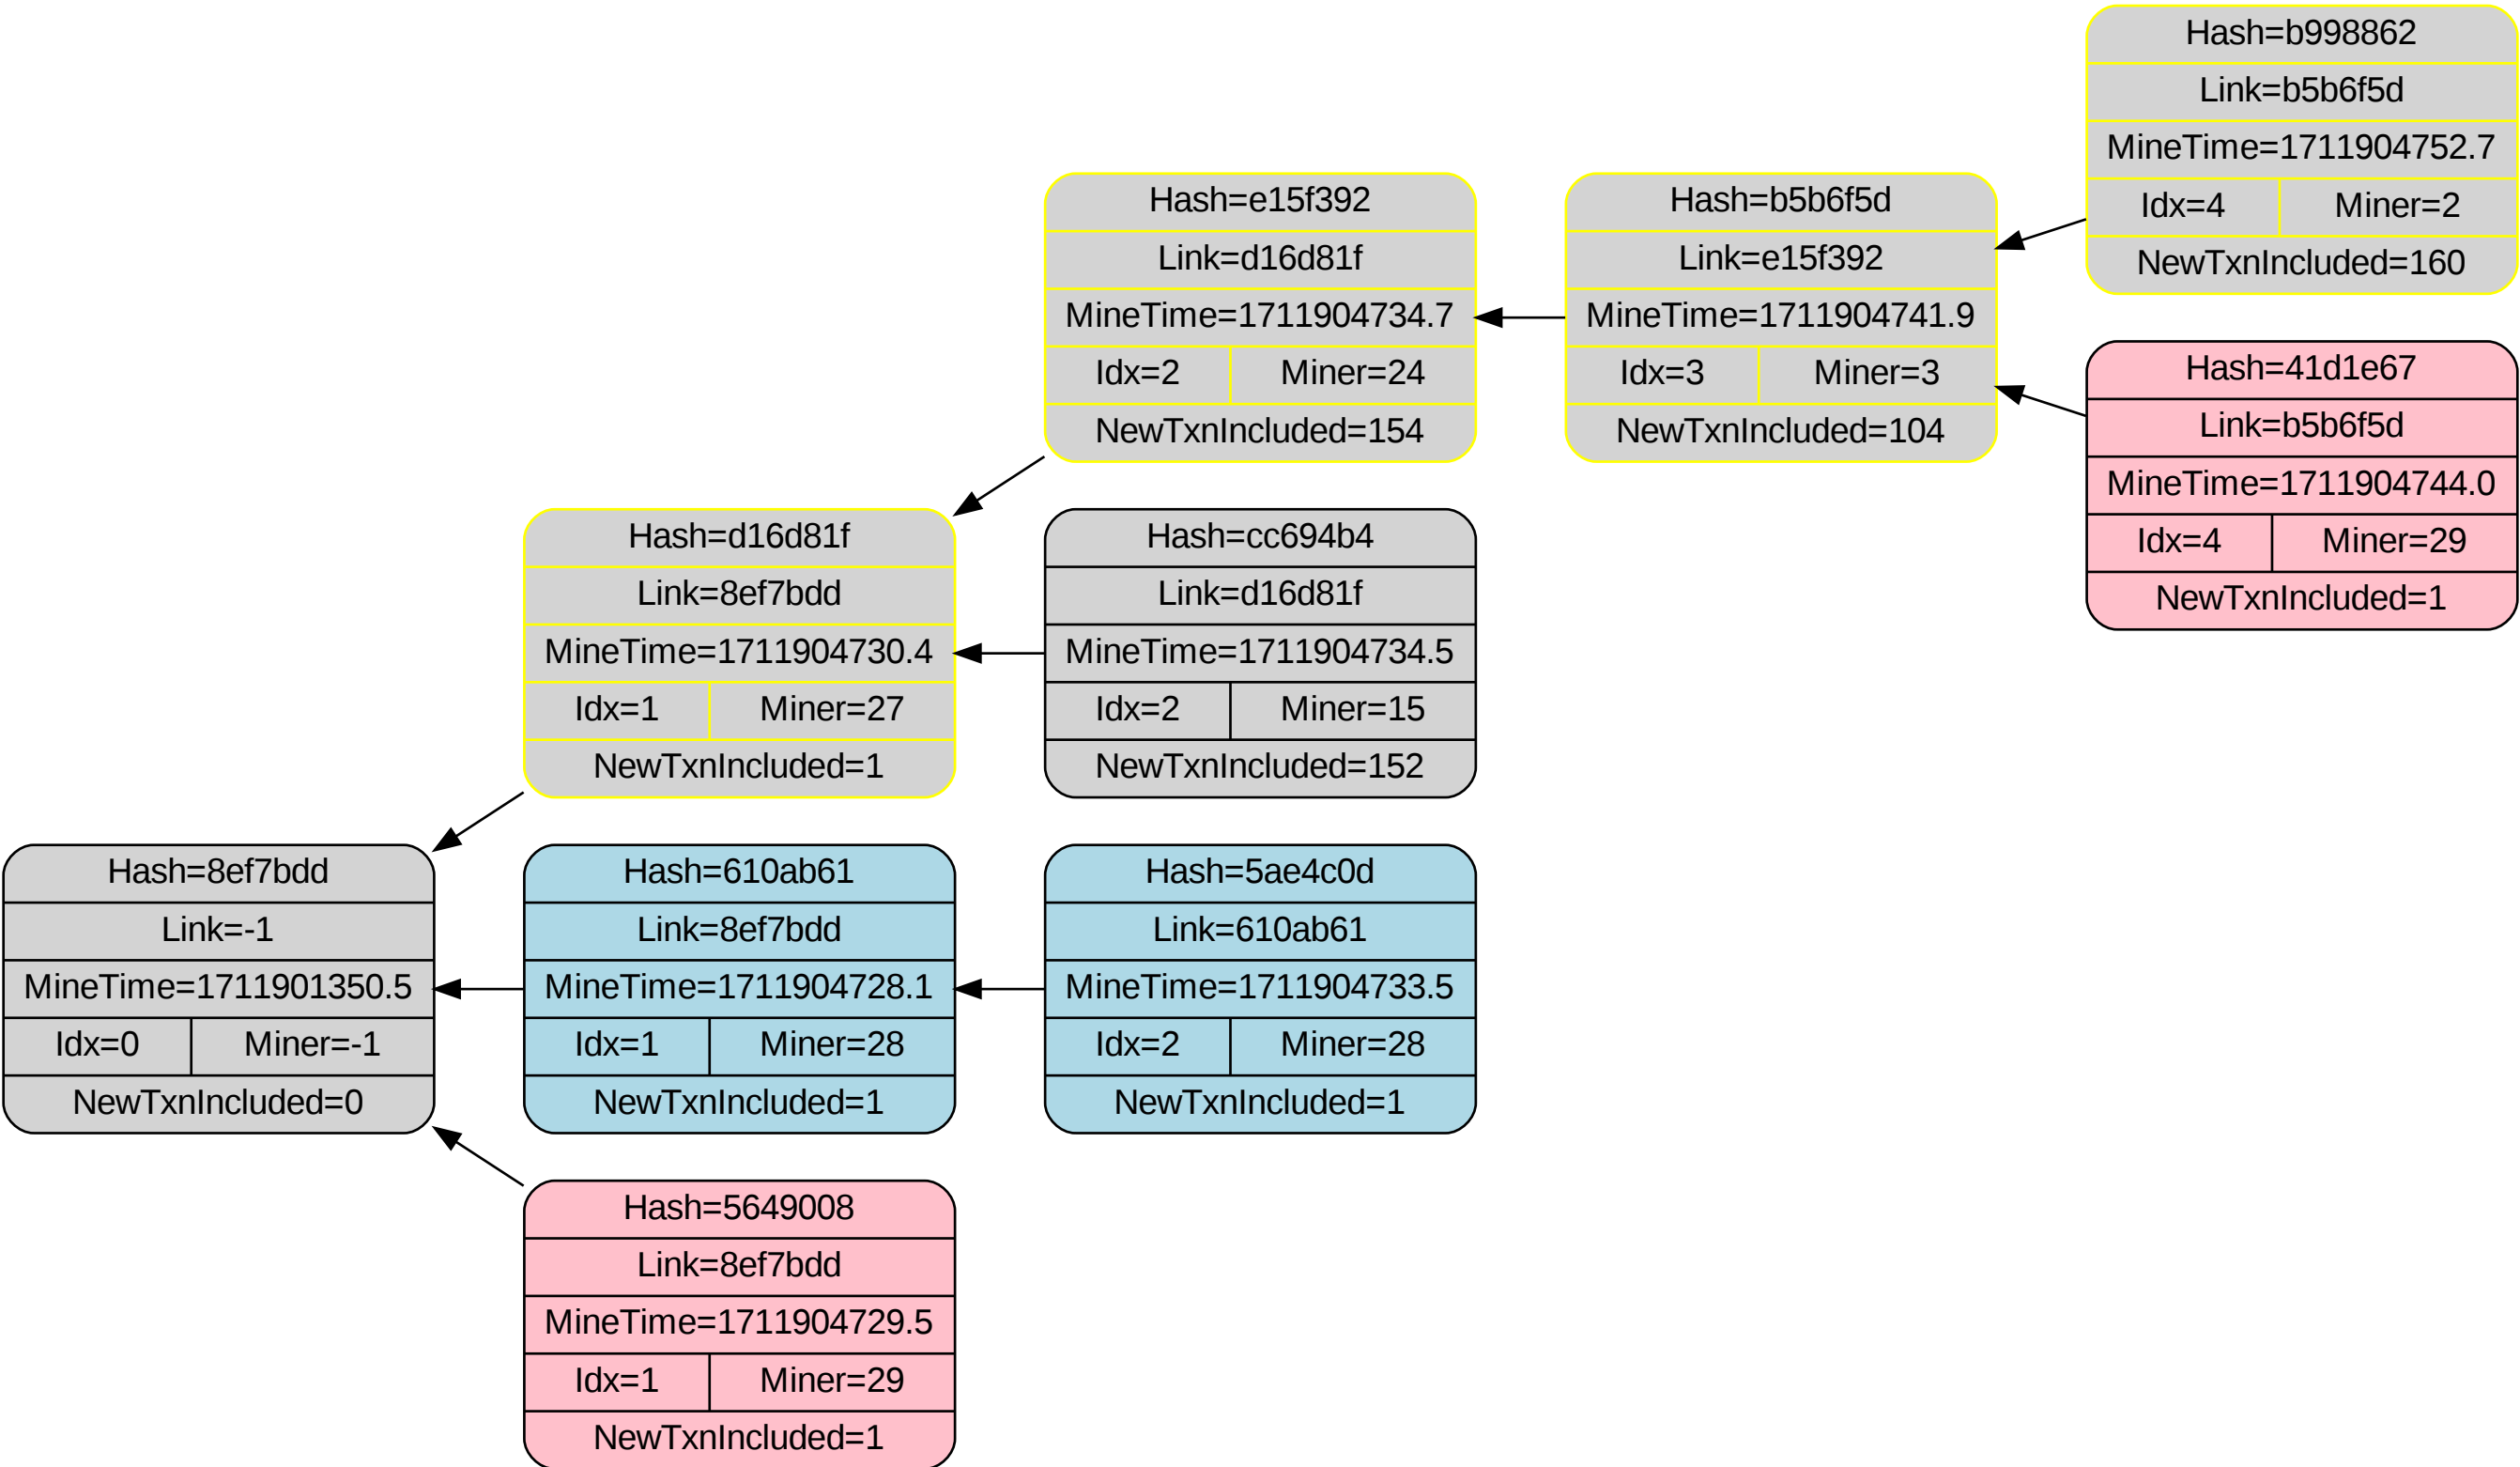 Hash=b998862
Link=b5b6f5d
MineTime=1711904752.7
Idx=4 Miner=2
NewTxnIncluded=160
Hash=e15f392
Link=d16d81f
MineTime=1711904734.7
Idx=2 Miner=24
NewTxnIncluded=154
Hash=b5b6f5d
Link=e15f392
MineTime=1711904741.9
Idx=3 Miner=3
NewTxnIncluded=104
Hash=41d1e67
Link=b5b6f5d
MineTime=1711904744.0
Idx=4 Miner=29
NewTxnIncluded=1
Hash=d16d81f
Link=8ef7bdd
MineTime=1711904730.4
Idx=1 Miner=27
NewTxnIncluded=1
Hash=cc694b4
Link=d16d81f
MineTime=1711904734.5
Idx=2 Miner=15
NewTxnIncluded=152
Hash=8ef7bdd
Link=-1
MineTime=1711901350.5
Idx=0 Miner=-1
NewTxnIncluded=0
Hash=610ab61
Link=8ef7bdd
MineTime=1711904728.1
Idx=1 Miner=28
NewTxnIncluded=1
Hash=5ae4c0d
Link=610ab61
MineTime=1711904733.5
Idx=2 Miner=28
NewTxnIncluded=1
Hash=5649008
Link=8ef7bdd
MineTime=1711904729.5
Idx=1 Miner=29
NewTxnIncluded=1